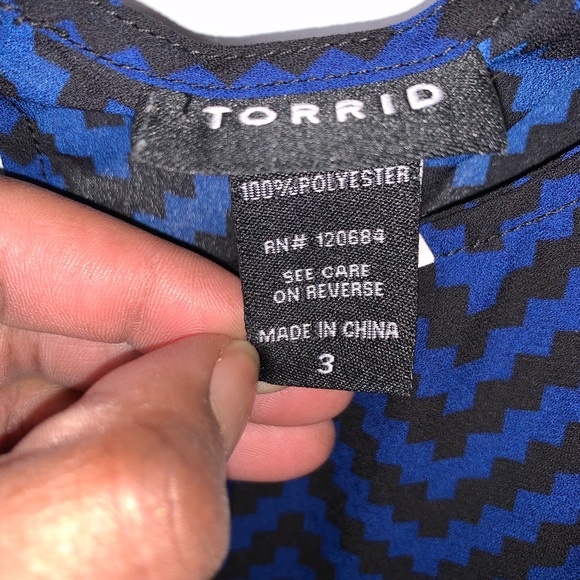 TORRID
100% POLYESTER
RN# 120684
SEE CARE
ON REVERSE
MADE IN CHINA
3